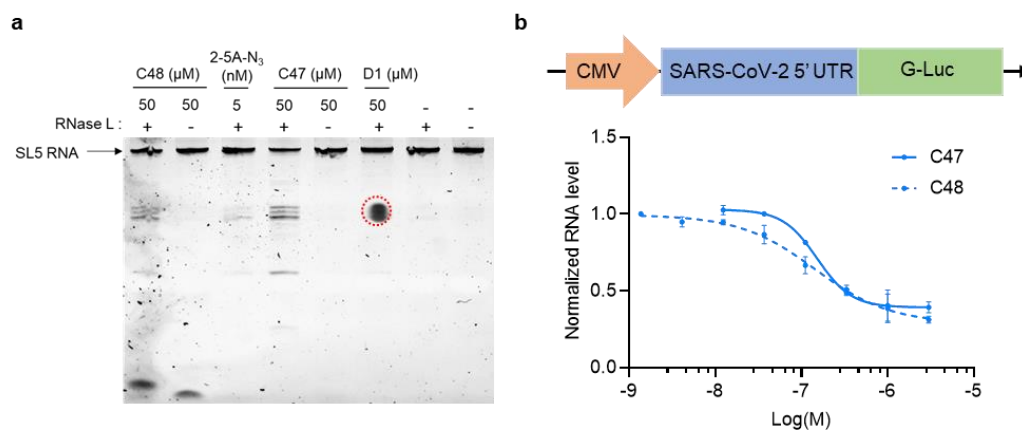 a
C48 (µM)
2-5A-N₃
(nM)
C47 (µM)
D1 (µM)
50 50 5 50 50 50 - -
RNase L : + - + + - + + -
SL5 RNA
b
CMV
SARS-CoV-2 5' UTR
G-Luc
1.5
1.0
0.5
0.0
Normalized RNA level
C47
C48
-9 -8 -7 -6 -5
Log(M)